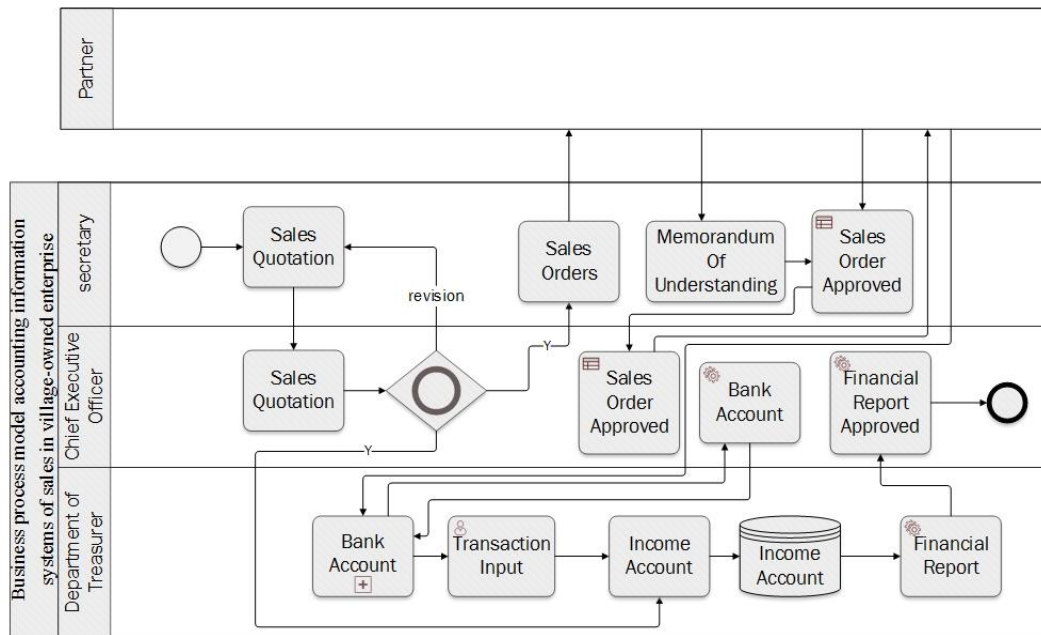 Partner
Business process model accounting information
systems of sales in village-owned enterprise
secretary
Sales
Quotation
revision
Sales
Orders
Memorandum
Of
Understanding
Sales
Order
Approved
Chief Executive
Officer
Sales
Quotation
Y
Y
Sales
Order
Approved
Bank
Account
Financial
Report
Approved
Department of
Treasurer
Bank
Account
Transaction
Input
Income
Account
Income
Account
Financial
Report